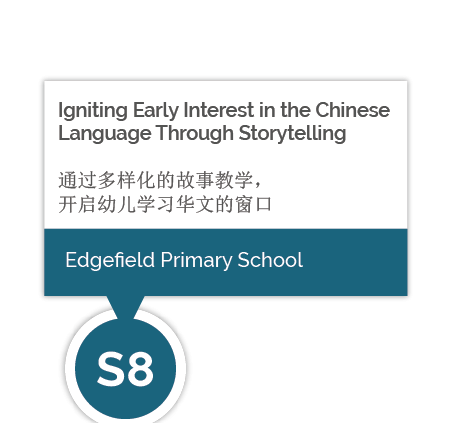 Igniting Early Interest in the Chinese
Language Through Storytelling
通过多样化的故事教学，
开启幼儿学习华文的窗口
Edgefield Primary School
S8